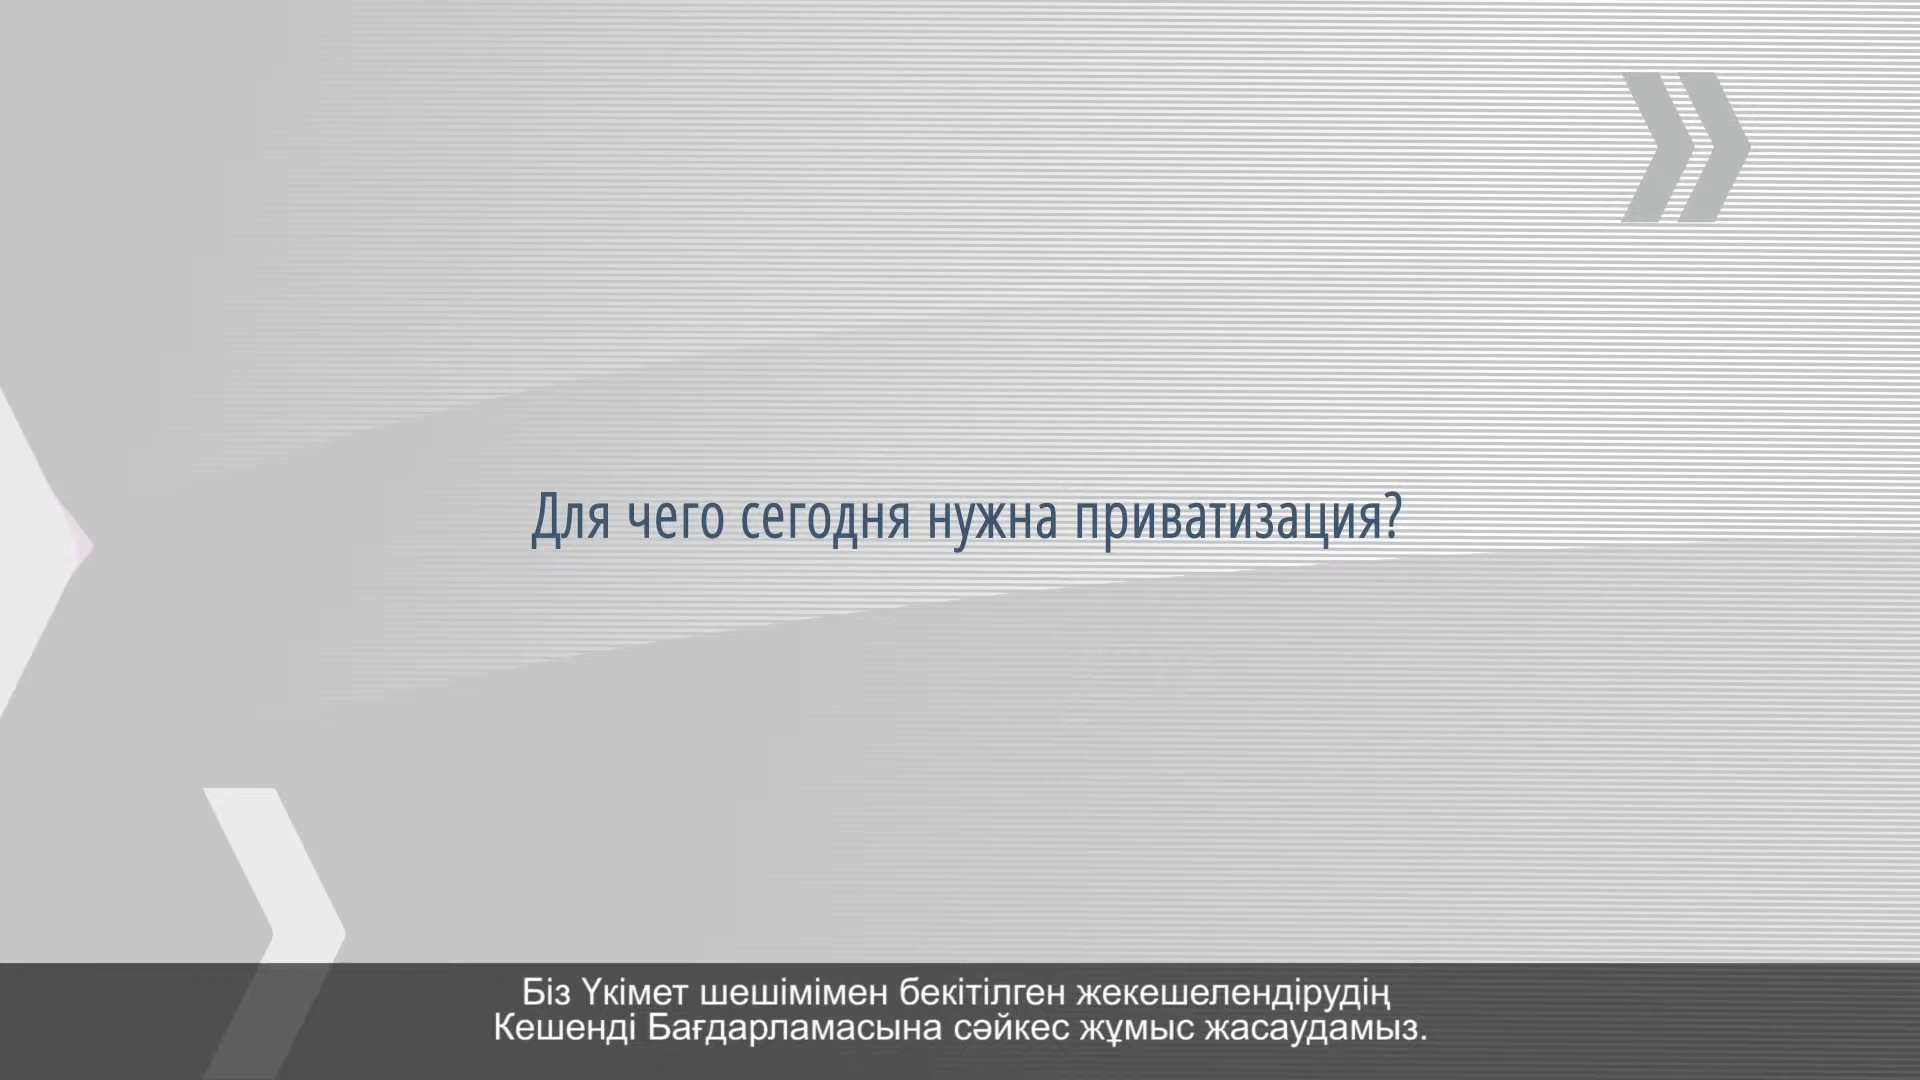 Для чего сегодня нужна приватизация?
Біз Үкімет шешімімен бекітілген жекешелендірудің
Кешенді Бағдарламасына сәйкес жұмыс жасаудамыз.